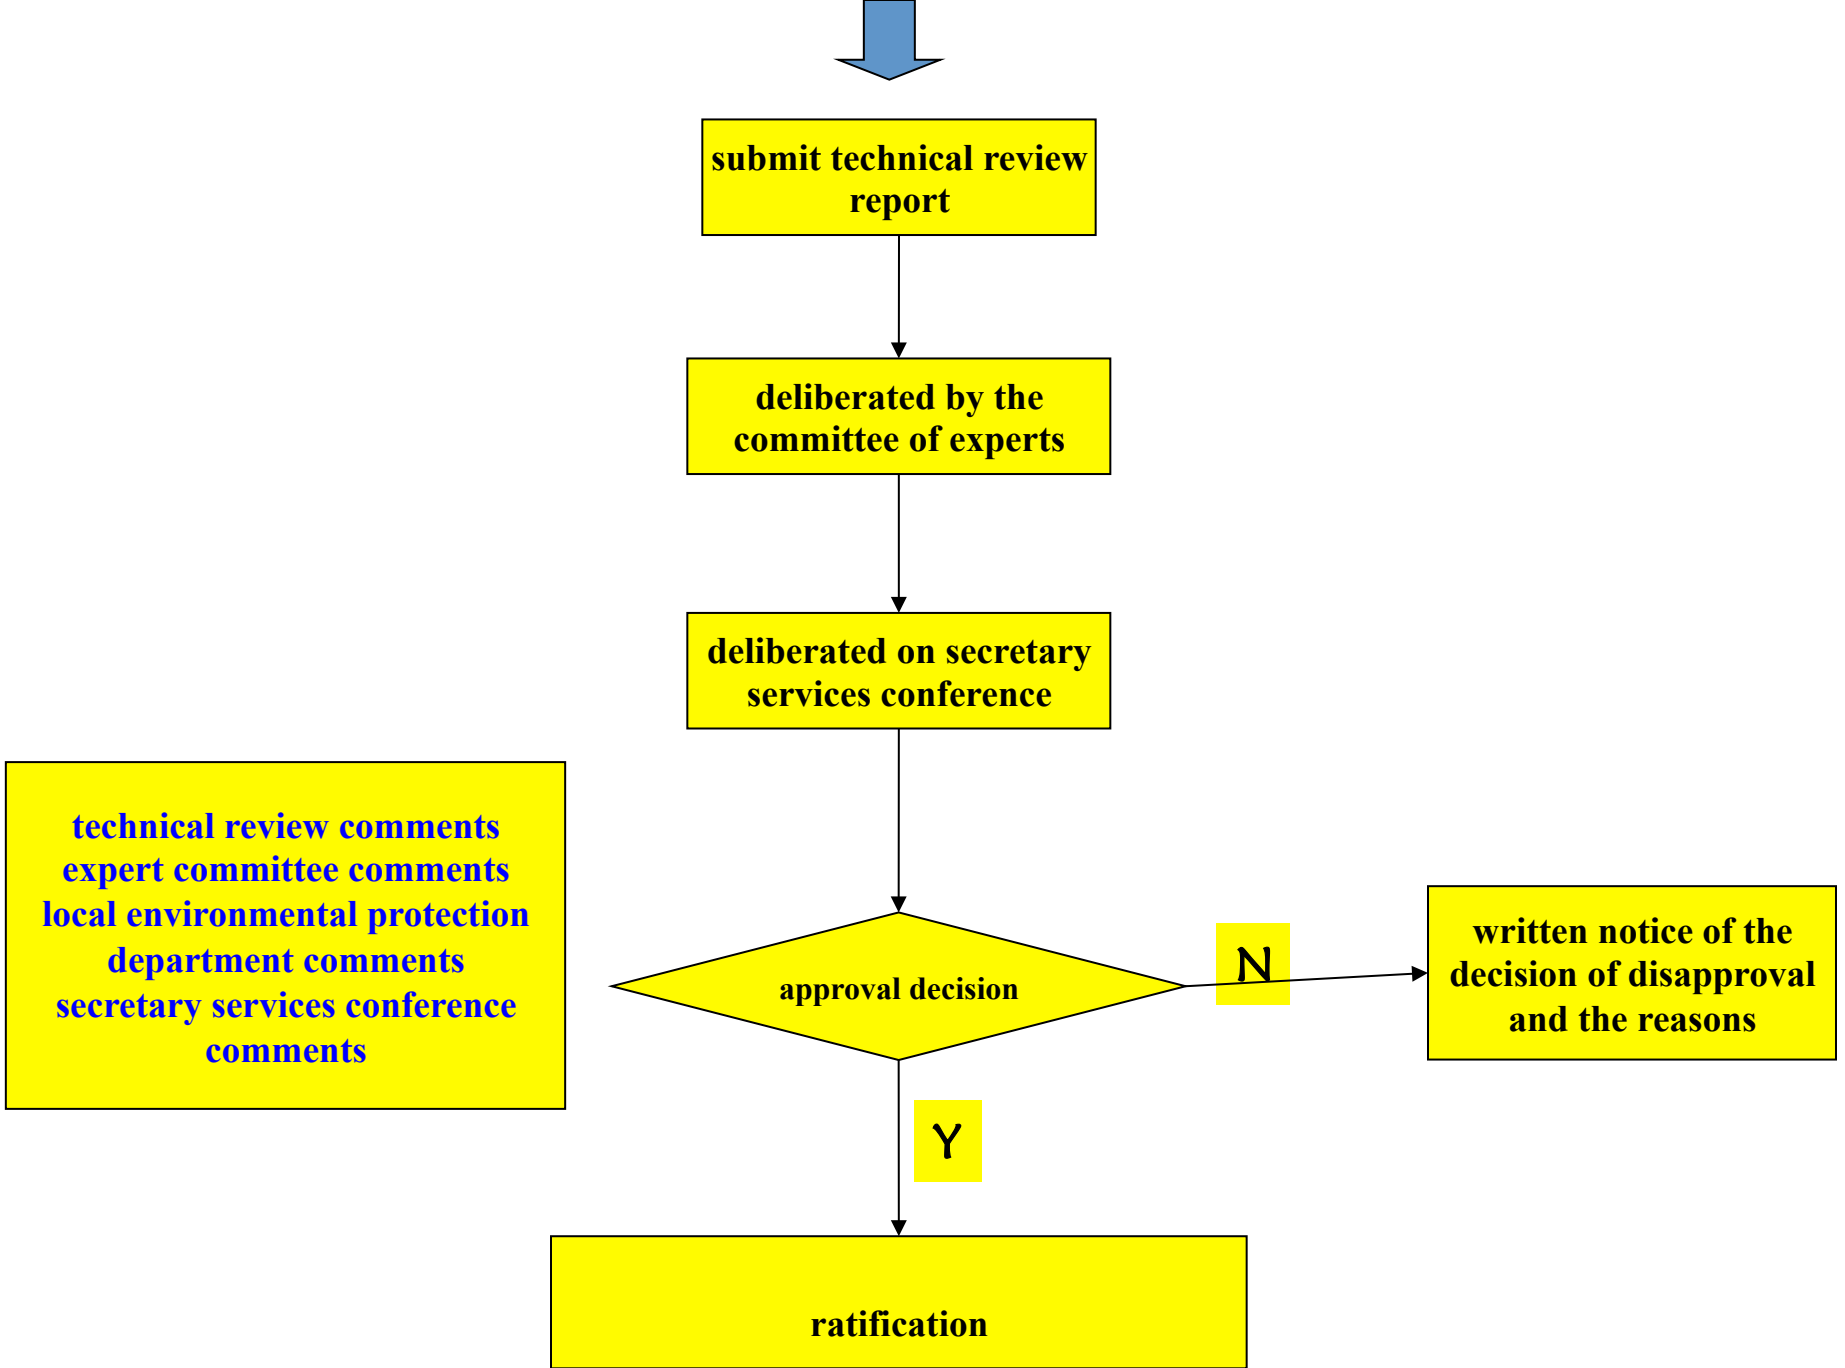 submit technical review
report
deliberated by the
committee of experts
deliberated on secretary
services conference
technical review comments
expert committee comments
local environmental protection
department comments
secretary services conference
comments
approval decision
N
written notice of the
decision of disapproval
and the reasons
Y
ratification